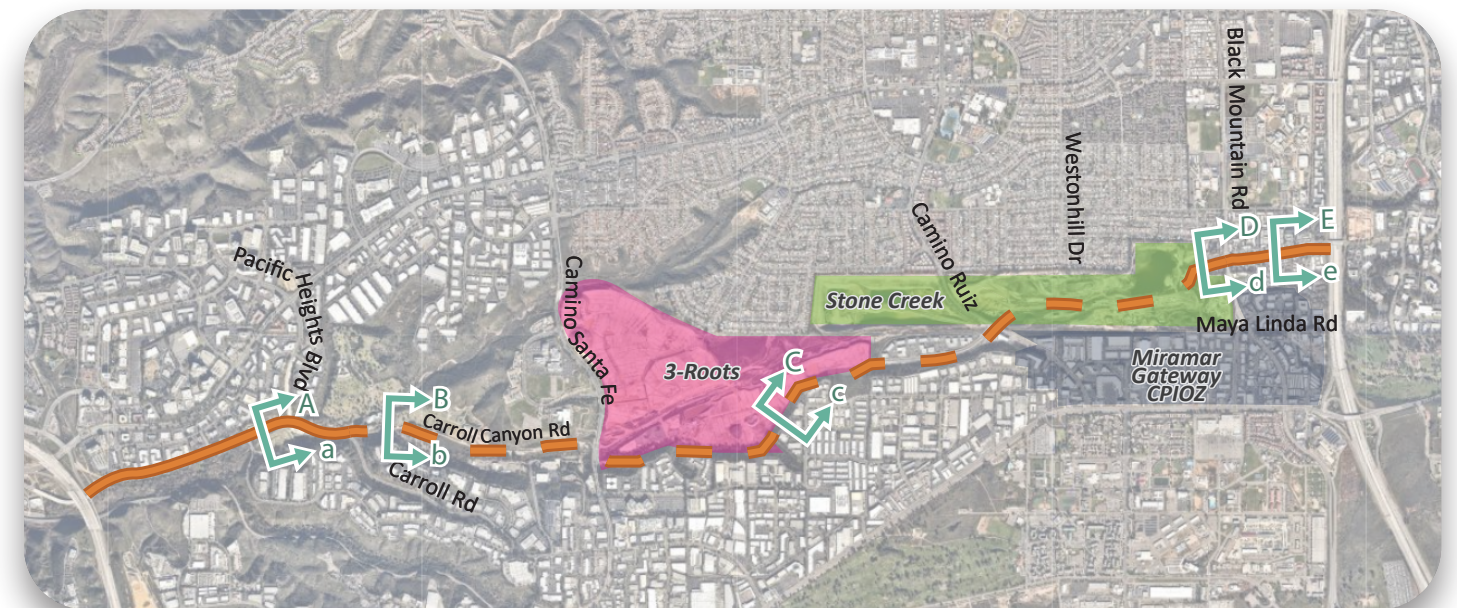 Black Mountain Rd
Westonhill Dr
Camino Ruiz
Pacific
Heights Blvd
Camino Santa Fe
D
E
d
e
Stone Creek
Maya Linda Rd
Miramar
Gateway
CPIOZ
3-Roots
C
c
A
a
B
b
Carroll Canyon Rd
Carroll Rd